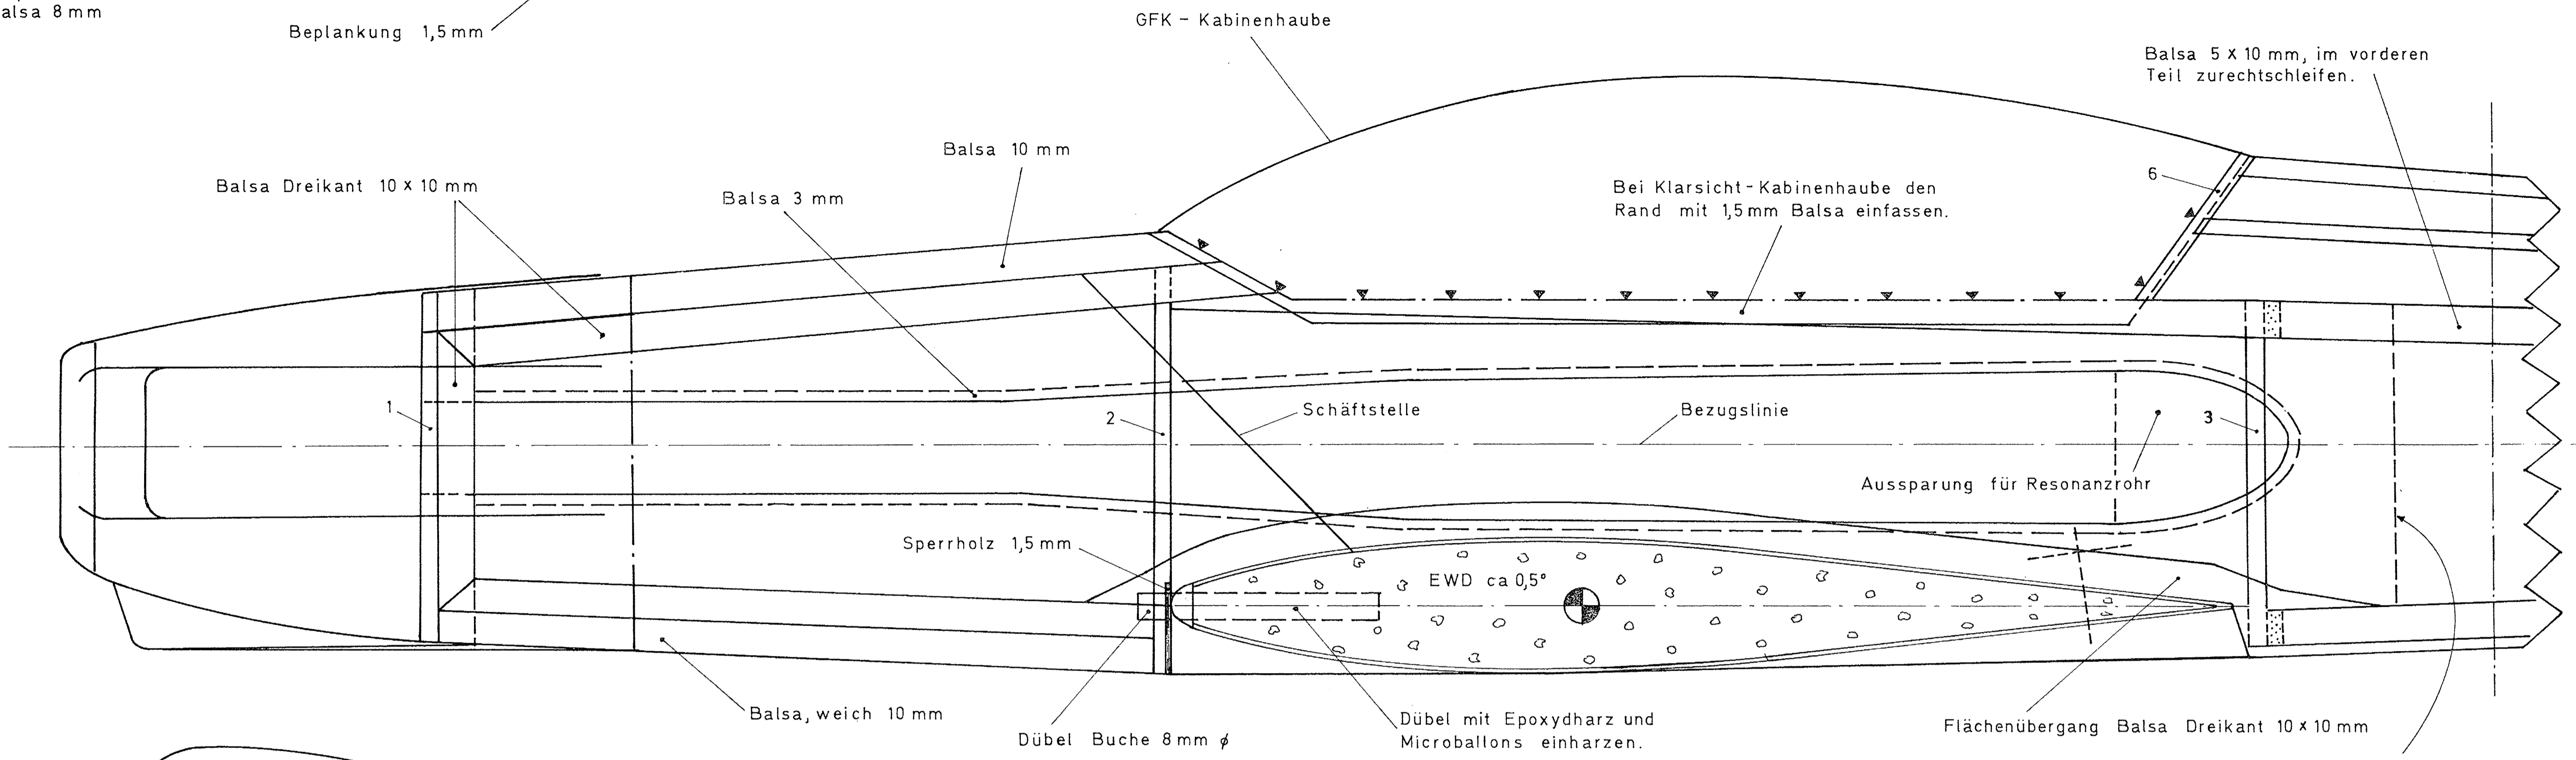 alsa 8 mm
Beplankung 1,5 mm
GFK - Kabinenhaube
Balsa 5 x 10 mm, im vorderen
Teil zurechtschleifen.
Balsa 10 mm
Balsa Dreikant 10 x 10 mm
Balsa 3 mm
6
Bei Klarsicht-Kabinenhaube den
Rand mit 1,5mm Balsa einfassen.
1
2
Schäftstelle
Bezugslinie
3
Aussparung für Resonanzrohr
Sperrholz 1,5 mm
EWD ca 0,5°
Balsa, weich 10 mm
Dübel Buche 8 mm ϕ
Dübel mit Epoxydharz und
Microballons einharzen.
Flächenübergang Balsa Dreikant 10 x 10 mm